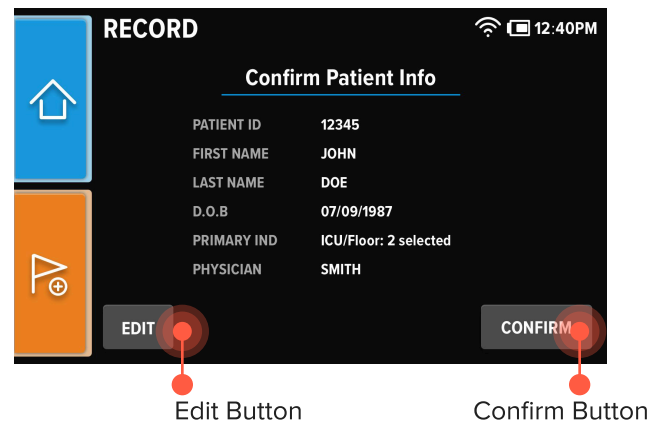 RECORD 12:40PM
Confirm Patient Info
PATIENT ID 12345
FIRST NAME JOHN
LAST NAME DOE
D.O.B 07/09/1987
PRIMARY IND ICU/Floor: 2 selected
PHYSICIAN SMITH
EDIT CONFIRM
Edit Button Confirm Button